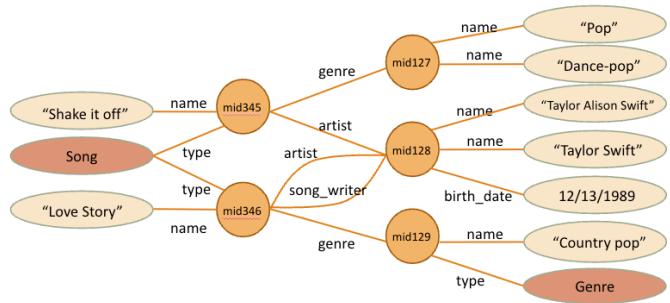 name
"Pop"
mid127
name
"Dance-pop"
genre
"Shake it off"
name
mid345
name
"Taylor Alison Swift"
artist
Song
type
artist
mid128
name
"Taylor Swift"
type
song_writer
birth_date
12/13/1989
"Love Story"
name
mid346
genre
mid129
name
"Country pop"
type
Genre